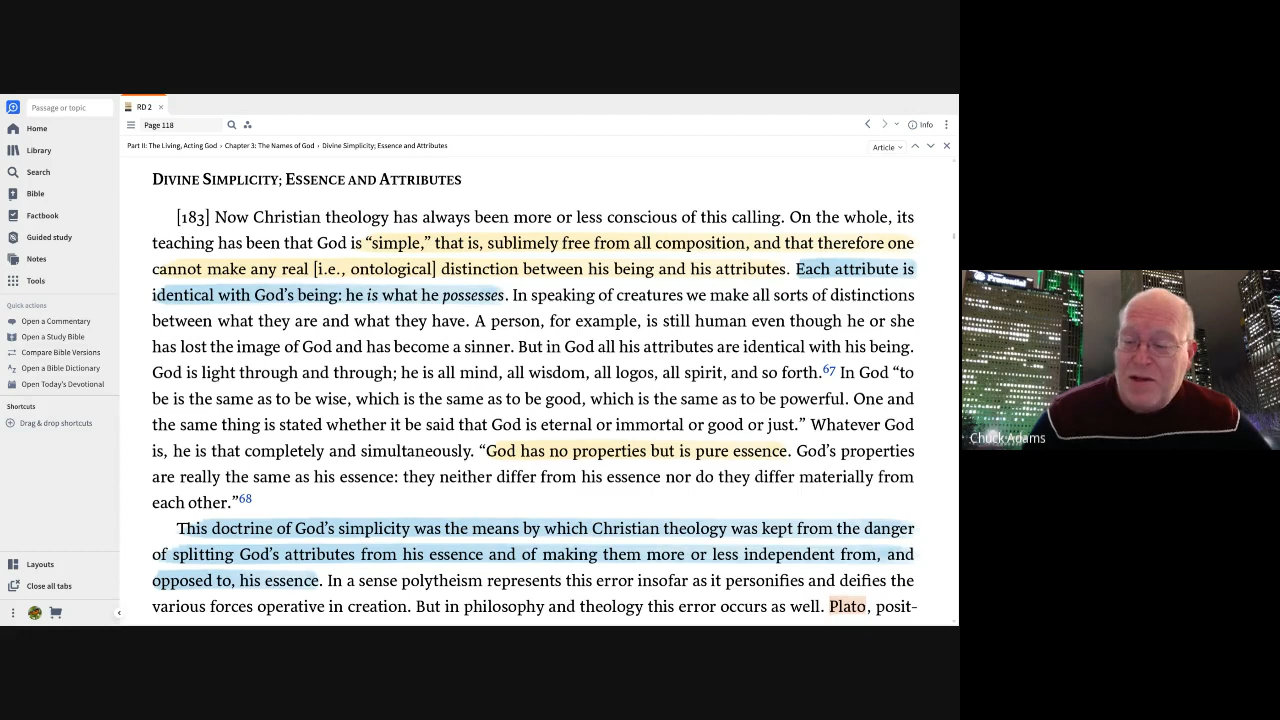 Passage or topic
Home
Library
Search
Bible
Factbook
Guided study
Notes
Tools
Quick actions
Open a Commentary
Open a Study Bible
Compare Bible Versions
Open a Bible Dictionary
Open Today's Devotional
Shortcuts
Drag & drop shortcuts
Layouts
Close all tabs
RD 2
Page 118
Info
Part II: The Living, Acting God › Chapter 3: The Names of God › Divine Simplicity; Essence and Attributes
Article
DIVINE SIMPLICITY; ESSENCE AND ATTRIBUTES
[183] Now Christian theology has always been more or less conscious of this calling. On the whole, its
teaching has been that God is “simple,” that is, sublimely free from all composition, and that therefore one
cannot make any real [i.e., ontological] distinction between his being and his attributes. Each attribute is
identical with God’s being: he is what he possesses. In speaking of creatures we make all sorts of distinctions
between what they are and what they have. A person, for example, is still human even though he or she
has lost the image of God and has become a sinner. But in God all his attributes are identical with his being.
God is light through and through; he is all mind, all wisdom, all logos, all spirit, and so forth.67 In God “to
be is the same as to be wise, which is the same as to be good, which is the same as to be powerful. One and
the same thing is stated whether it be said that God is eternal or immortal or good or just.” Whatever God
is, he is that completely and simultaneously. “God has no properties but is pure essence. God’s properties
are really the same as his essence: they neither differ from his essence nor do they differ materially from
each other.”68
This doctrine of God’s simplicity was the means by which Christian theology was kept from the danger
of splitting God’s attributes from his essence and of making them more or less independent from, and
opposed to, his essence. In a sense polytheism represents this error insofar as it personifies and deifies the
various forces operative in creation. But in philosophy and theology this error occurs as well. Plato, posit-
Chuck Adams